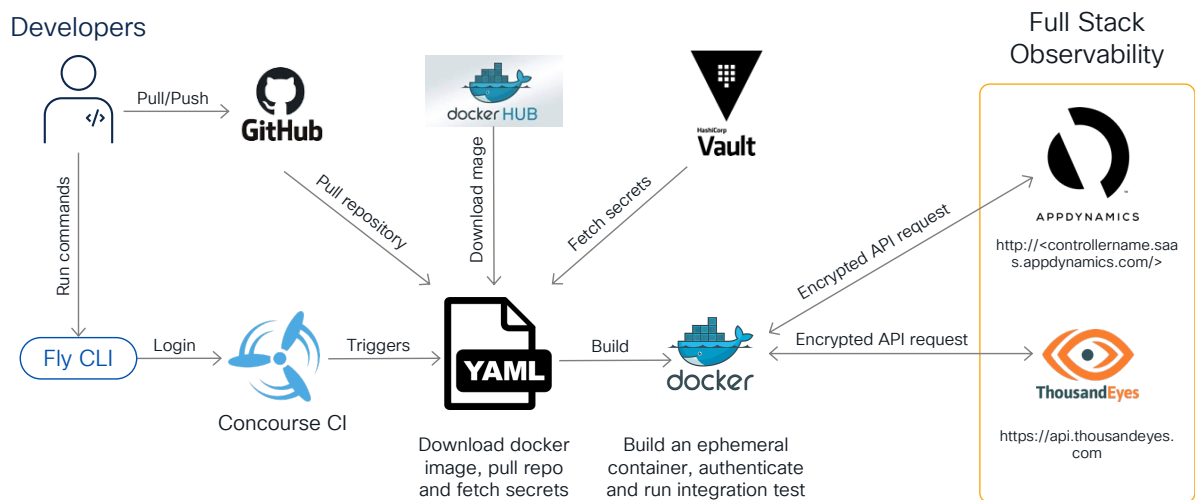 Developers
Full Stack
Observability
</>
Pull/Push
GitHub
docker HUB
HashiCorp
Vault
Run commands
Pull repository
Download mage
Fetch secrets
Encrypted API request
APPDYNAMICS
http://<controllername.saa
s.appdynamics.com/>
Fly CLI
Login
Concourse CI
Triggers
YAML
Build
docker
Encrypted API request
ThousandEyes
https://api.thousandeyes.
com
Download docker
image, pull repo
and fetch secrets
Build an ephemeral
container, authenticate
and run integration test